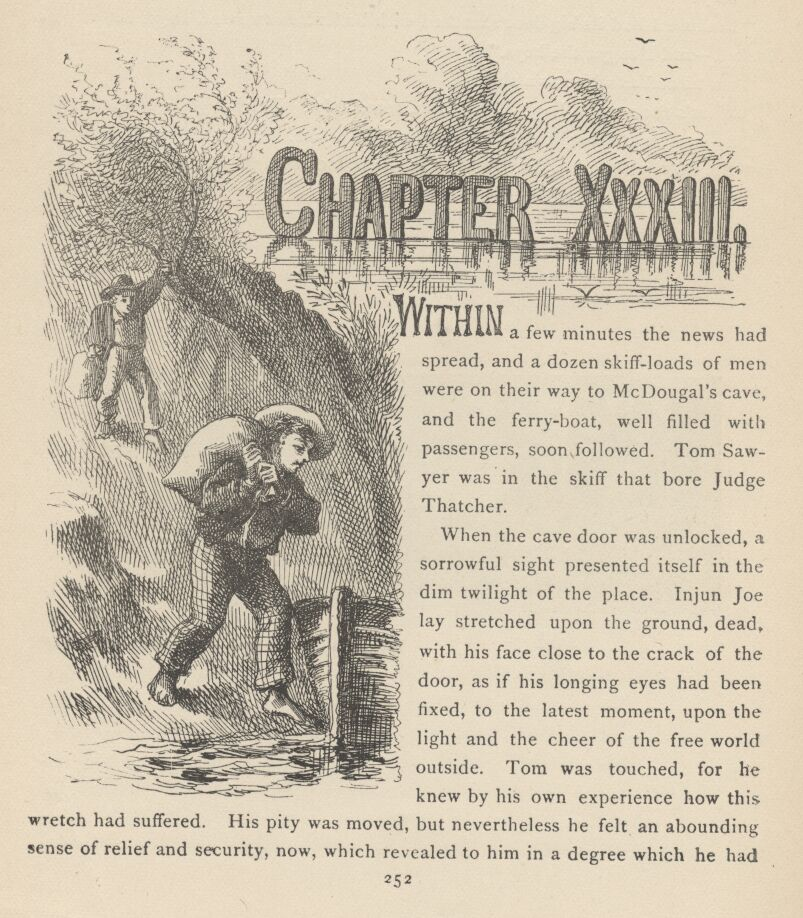 CHAPTER XXXIII.
WITHIN a few minutes the news had
spread, and a dozen skiff-loads of men
were on their way to McDougal's cave,
and the ferry-boat, well filled with
passengers, soon followed. Tom Saw-
yer was in the skiff that bore Judge
Thatcher.
When the cave door was unlocked, a
sorrowful sight presented itself in the
dim twilight of the place. Injun Joe
lay stretched upon the ground, dead,
with his face close to the crack of the
door, as if his longing eyes had been
fixed, to the latest moment, upon the
light and the cheer of the free world
outside. Tom was touched, for he
knew by his own experience how this
wretch had suffered. His pity was moved, but nevertheless he felt an abounding
sense of relief and security, now, which revealed to him in a degree which he had
252